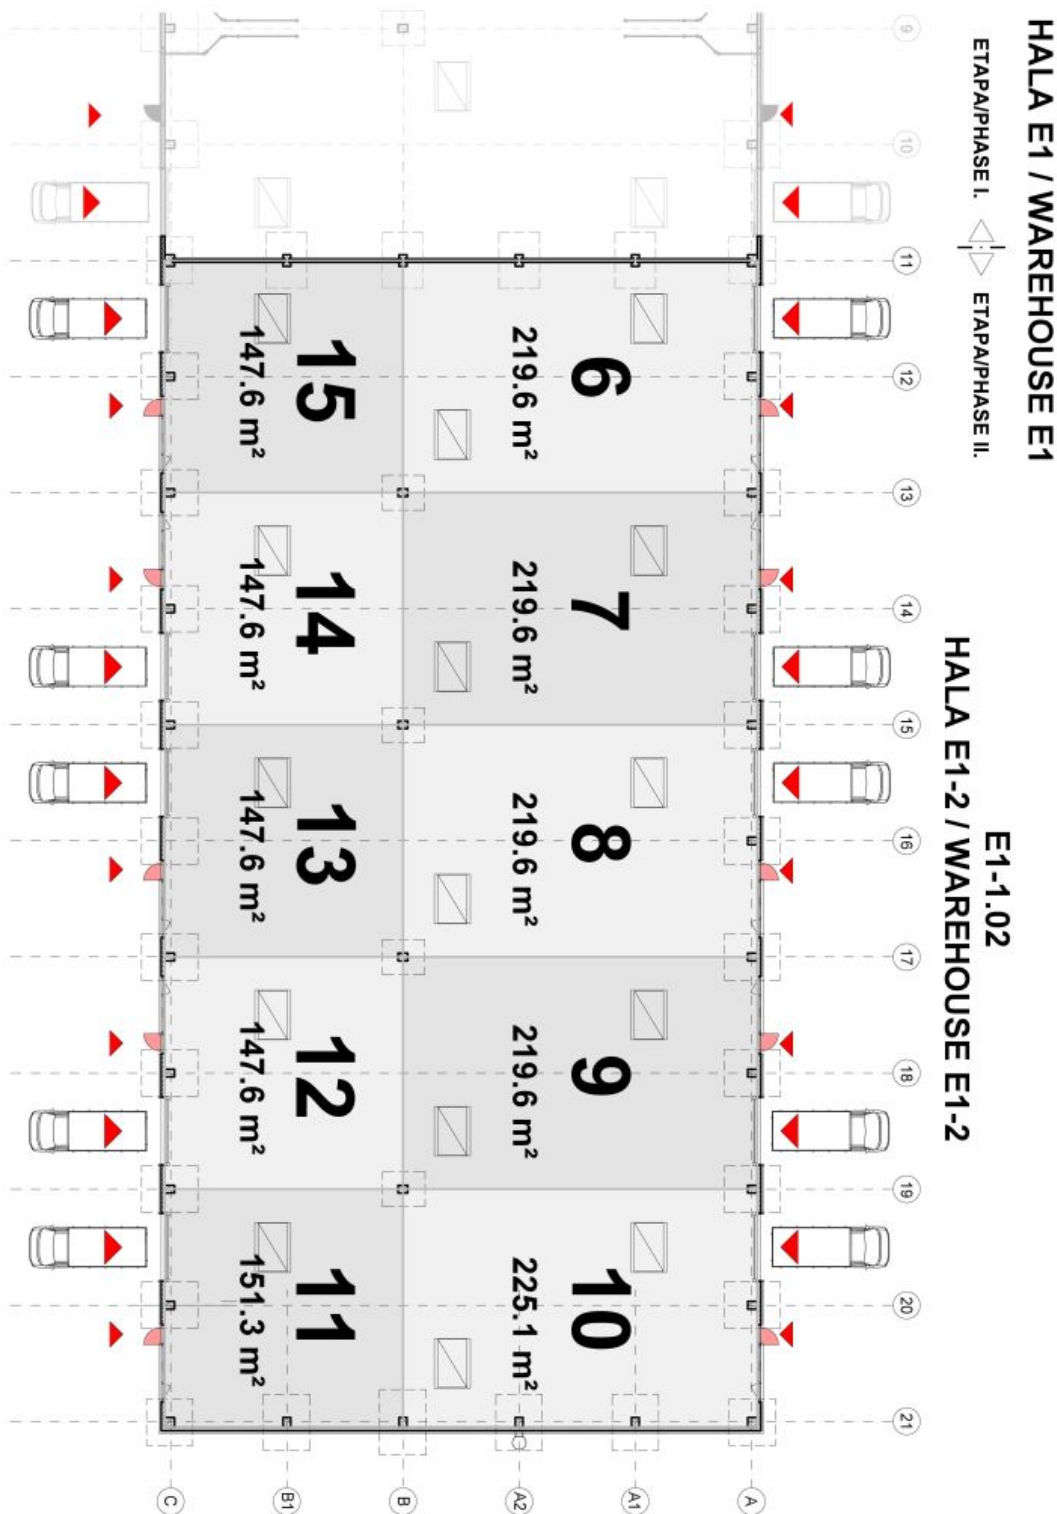 HALA E1 / WAREHOUSE E1
ETAPA/PHASE I.
ETAPA/PHASE II.
E1-1.02
HALA E1-2 / WAREHOUSE E1-2
9
10
11
12
13
14
15
16
17
18
19
20
21
6
219.6 m²
7
219.6 m²
8
219.6 m²
9
219.6 m²
10
225.1 m²
15
147.6 m²
14
147.6 m²
13
147.6 m²
12
147.6 m²
11
151.3 m²
A
A1
A2
B
B1
C